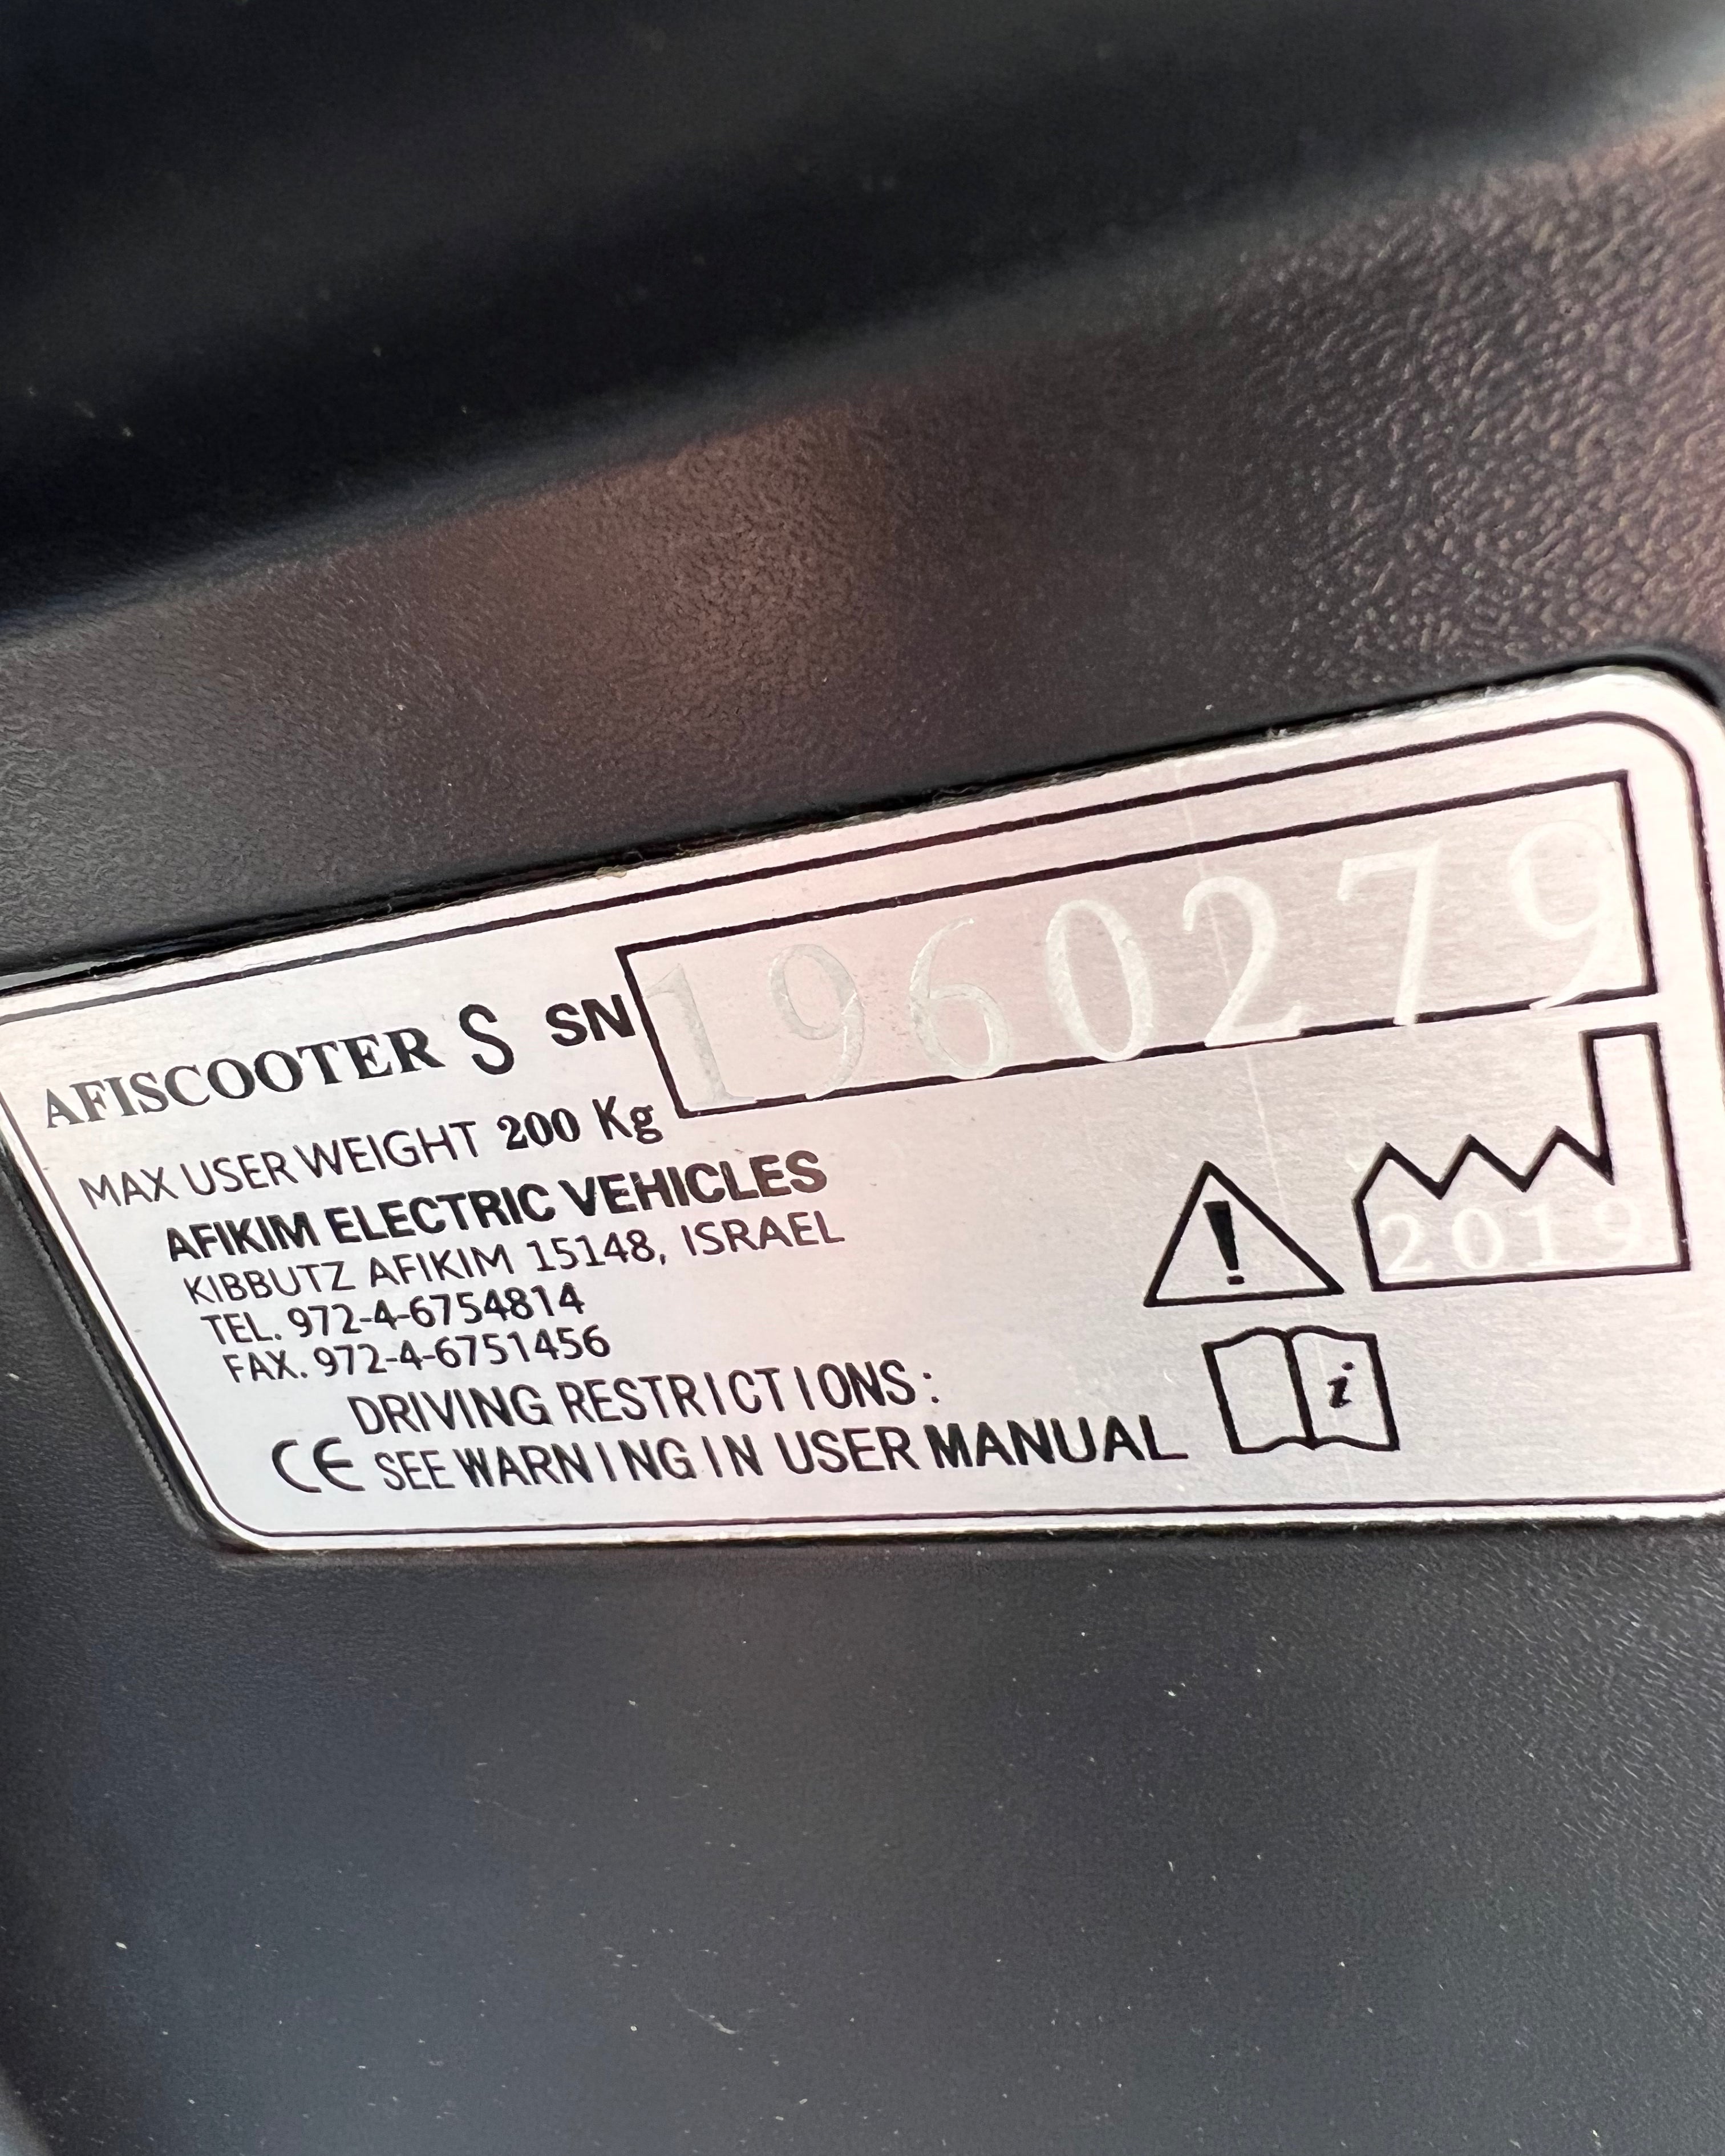 AFISCOOTER S SN 1960279
MAX USER WEIGHT 200 Kg
AFIKIM ELECTRIC VEHICLES
KIBBUTZ AFIKIM 15148, ISRAEL
TEL. 972-4-6754814
FAX. 972-4-6751456
2019
DRIVING RESTRICTIONS:
CE SEE WARNING IN USER MANUAL
i